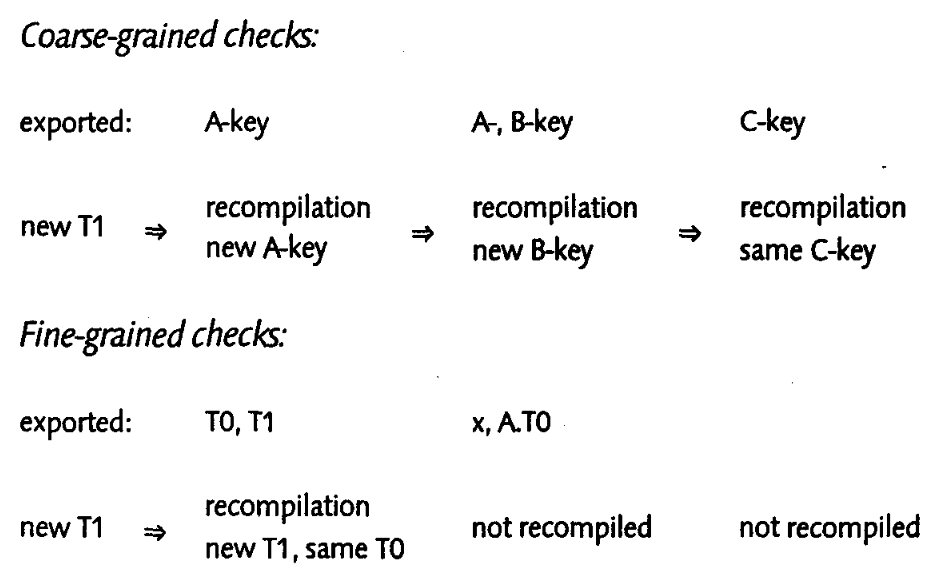 Coarse-grained checks:
exported: A-key A-, B-key C-key
recompilation recompilation recompilation
new T1 ⇒ ⇒ ⇒
new A-key new B-key same C-key
Fine-grained checks:
exported: T0, T1 x, A.T0
recompilation
new T1 ⇒ not recompiled not recompiled
new T1, same T0